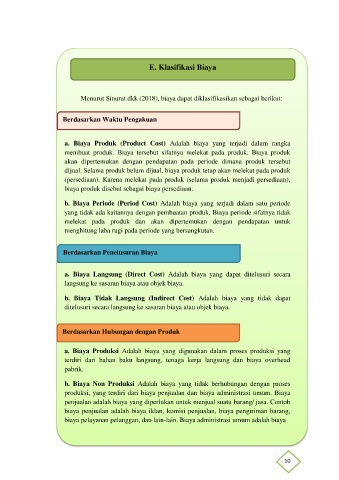 E. Klasifikasi Biaya
Menurut Sinurat dkk (2018), biaya dapat diklasifikasikan sebagai berikut:
Berdasarkan Waktu Pengakuan
a. Biaya Produk (Product Cost) Adalah biaya yang terjadi dalam rangka
membuat produk. Biaya tersebut sifatnya melekat pada produk. Biaya produk
akan dipertemukan dengan pendapatan pada periode dimana produk tersebut
dijual. Selama produk belum dijual, biaya produk tetap akan melekat pada produk
(persediaan). Karena melekat pada produk (selama produk menjadi persediaan),
biaya produk disebut sebagai biaya persediaan.
b. Biaya Periode (Period Cost) Adalah biaya yang terjadi dalam satu periode
yang tidak ada kaitannya dengan pembuatan produk. Biaya periode sifatnya tidak
melekat pada produk dan akan dipertemukan dengan pendapatan untuk
menghitung laba rugi pada periode yang bersangkutan.
Berdasarkan Penelusuran Biaya
a. Biaya Langsung (Direct Cost) Adalah biaya yang dapat ditelusuri secara
langsung ke sasaran biaya atau objek biaya.
b. Biaya Tidak Langsung (Indirect Cost) Adalah biaya yang tidak dapat
ditelusuri secara langsung ke sasaran biaya atau objek biaya.
Berdasarkan Hubungan dengan Produk
a. Biaya Produksi Adalah biaya yang digunakan dalam proses produksi yang
terdiri dari bahan baku langsung, tenaga kerja langsung dan biaya overhead
pabrik.
b. Biaya Non Produksi Adalah biaya yang tidak berhubungan dengan proses
produksi, yang terdiri dari biaya penjualan dan biaya administrasi umum. Biaya
penjualan adalah biaya yang diperlukan untuk menjual suatu barang/ jasa. Contoh
biaya penjualan adalah biaya iklan, komisi penjualan, biaya pengiriman barang,
biaya pelayanan pelanggan, dan lain-lain. Biaya administrasi umum adalah biaya
10